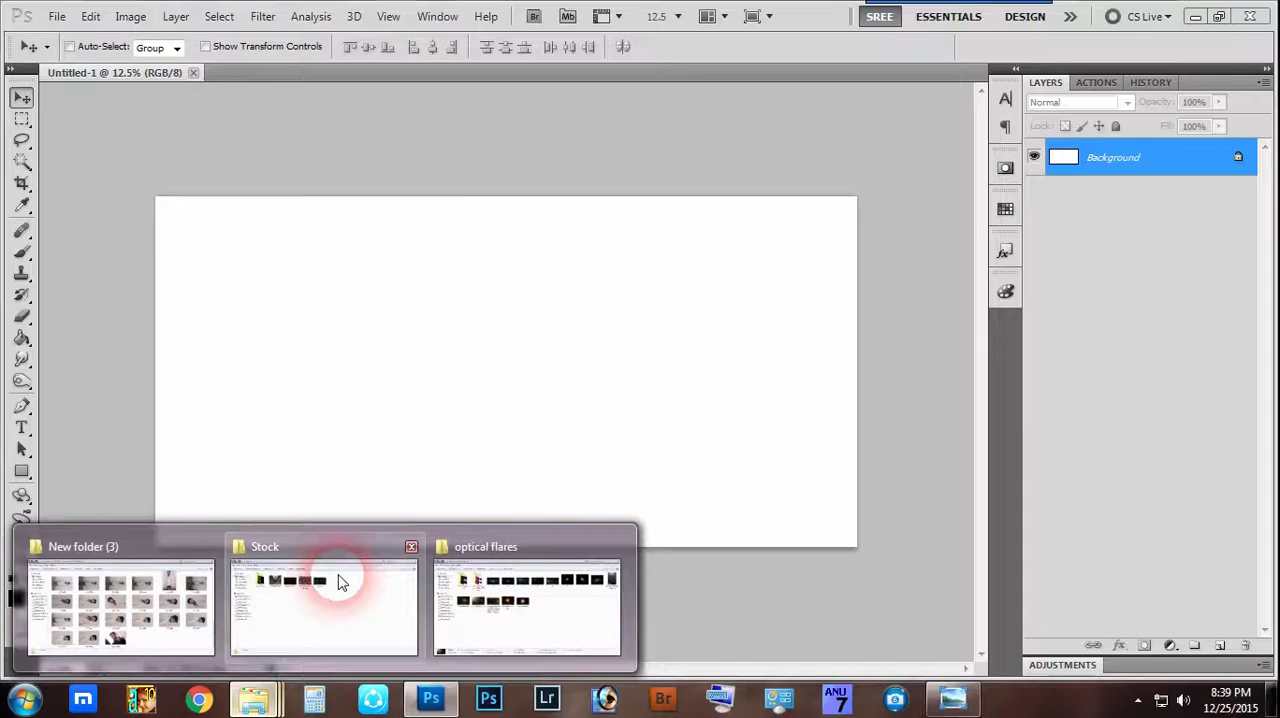 Ps File Edit Image Layer Select Filter Analysis 3D View Window Help Br Mb 12.5 SREE ESSENTIALS DESIGN CS Live
Auto-Select: Group Show Transform Controls
Untitled-1 @ 12.5% (RGB/8)
LAYERS ACTIONS HISTORY
Normal Opacity: 100%
Lock: Fill: 100%
Background
New folder (3) Stock optical flares
ADJUSTMENTS
Ps Ps Lr Br ANU 7
8:39 PM
12/25/2015